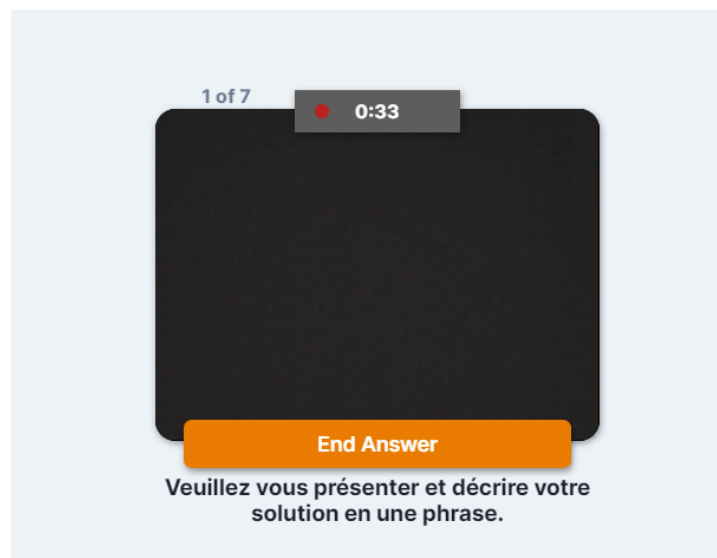 1 of 7
0:33
End Answer
Veuillez vous présenter et décrire votre
solution en une phrase.